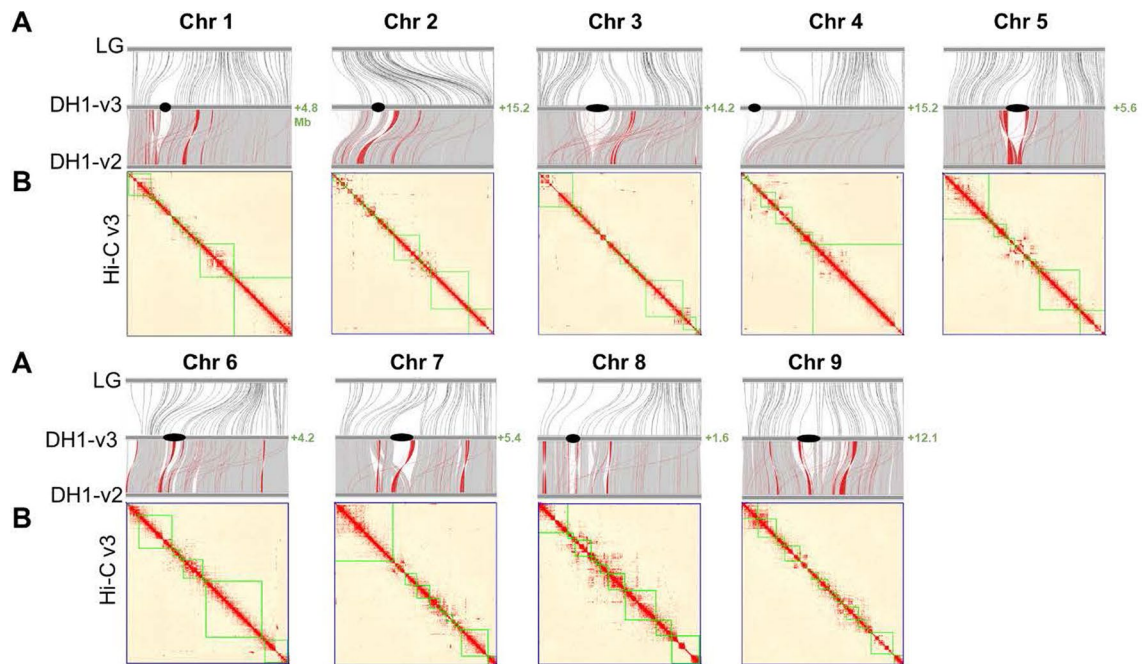 A Chr 1 Chr 2 Chr 3 Chr 4 Chr 5
LG
DH1-v3 +4.8 +15.2 +14.2 +15.2 +5.6
Mb
DH1-v2
B
Hi-C v3
A Chr 6 Chr 7 Chr 8 Chr 9
LG
DH1-v3 +4.2 +5.4 +1.6 +12.1
DH1-v2
B
Hi-C v3